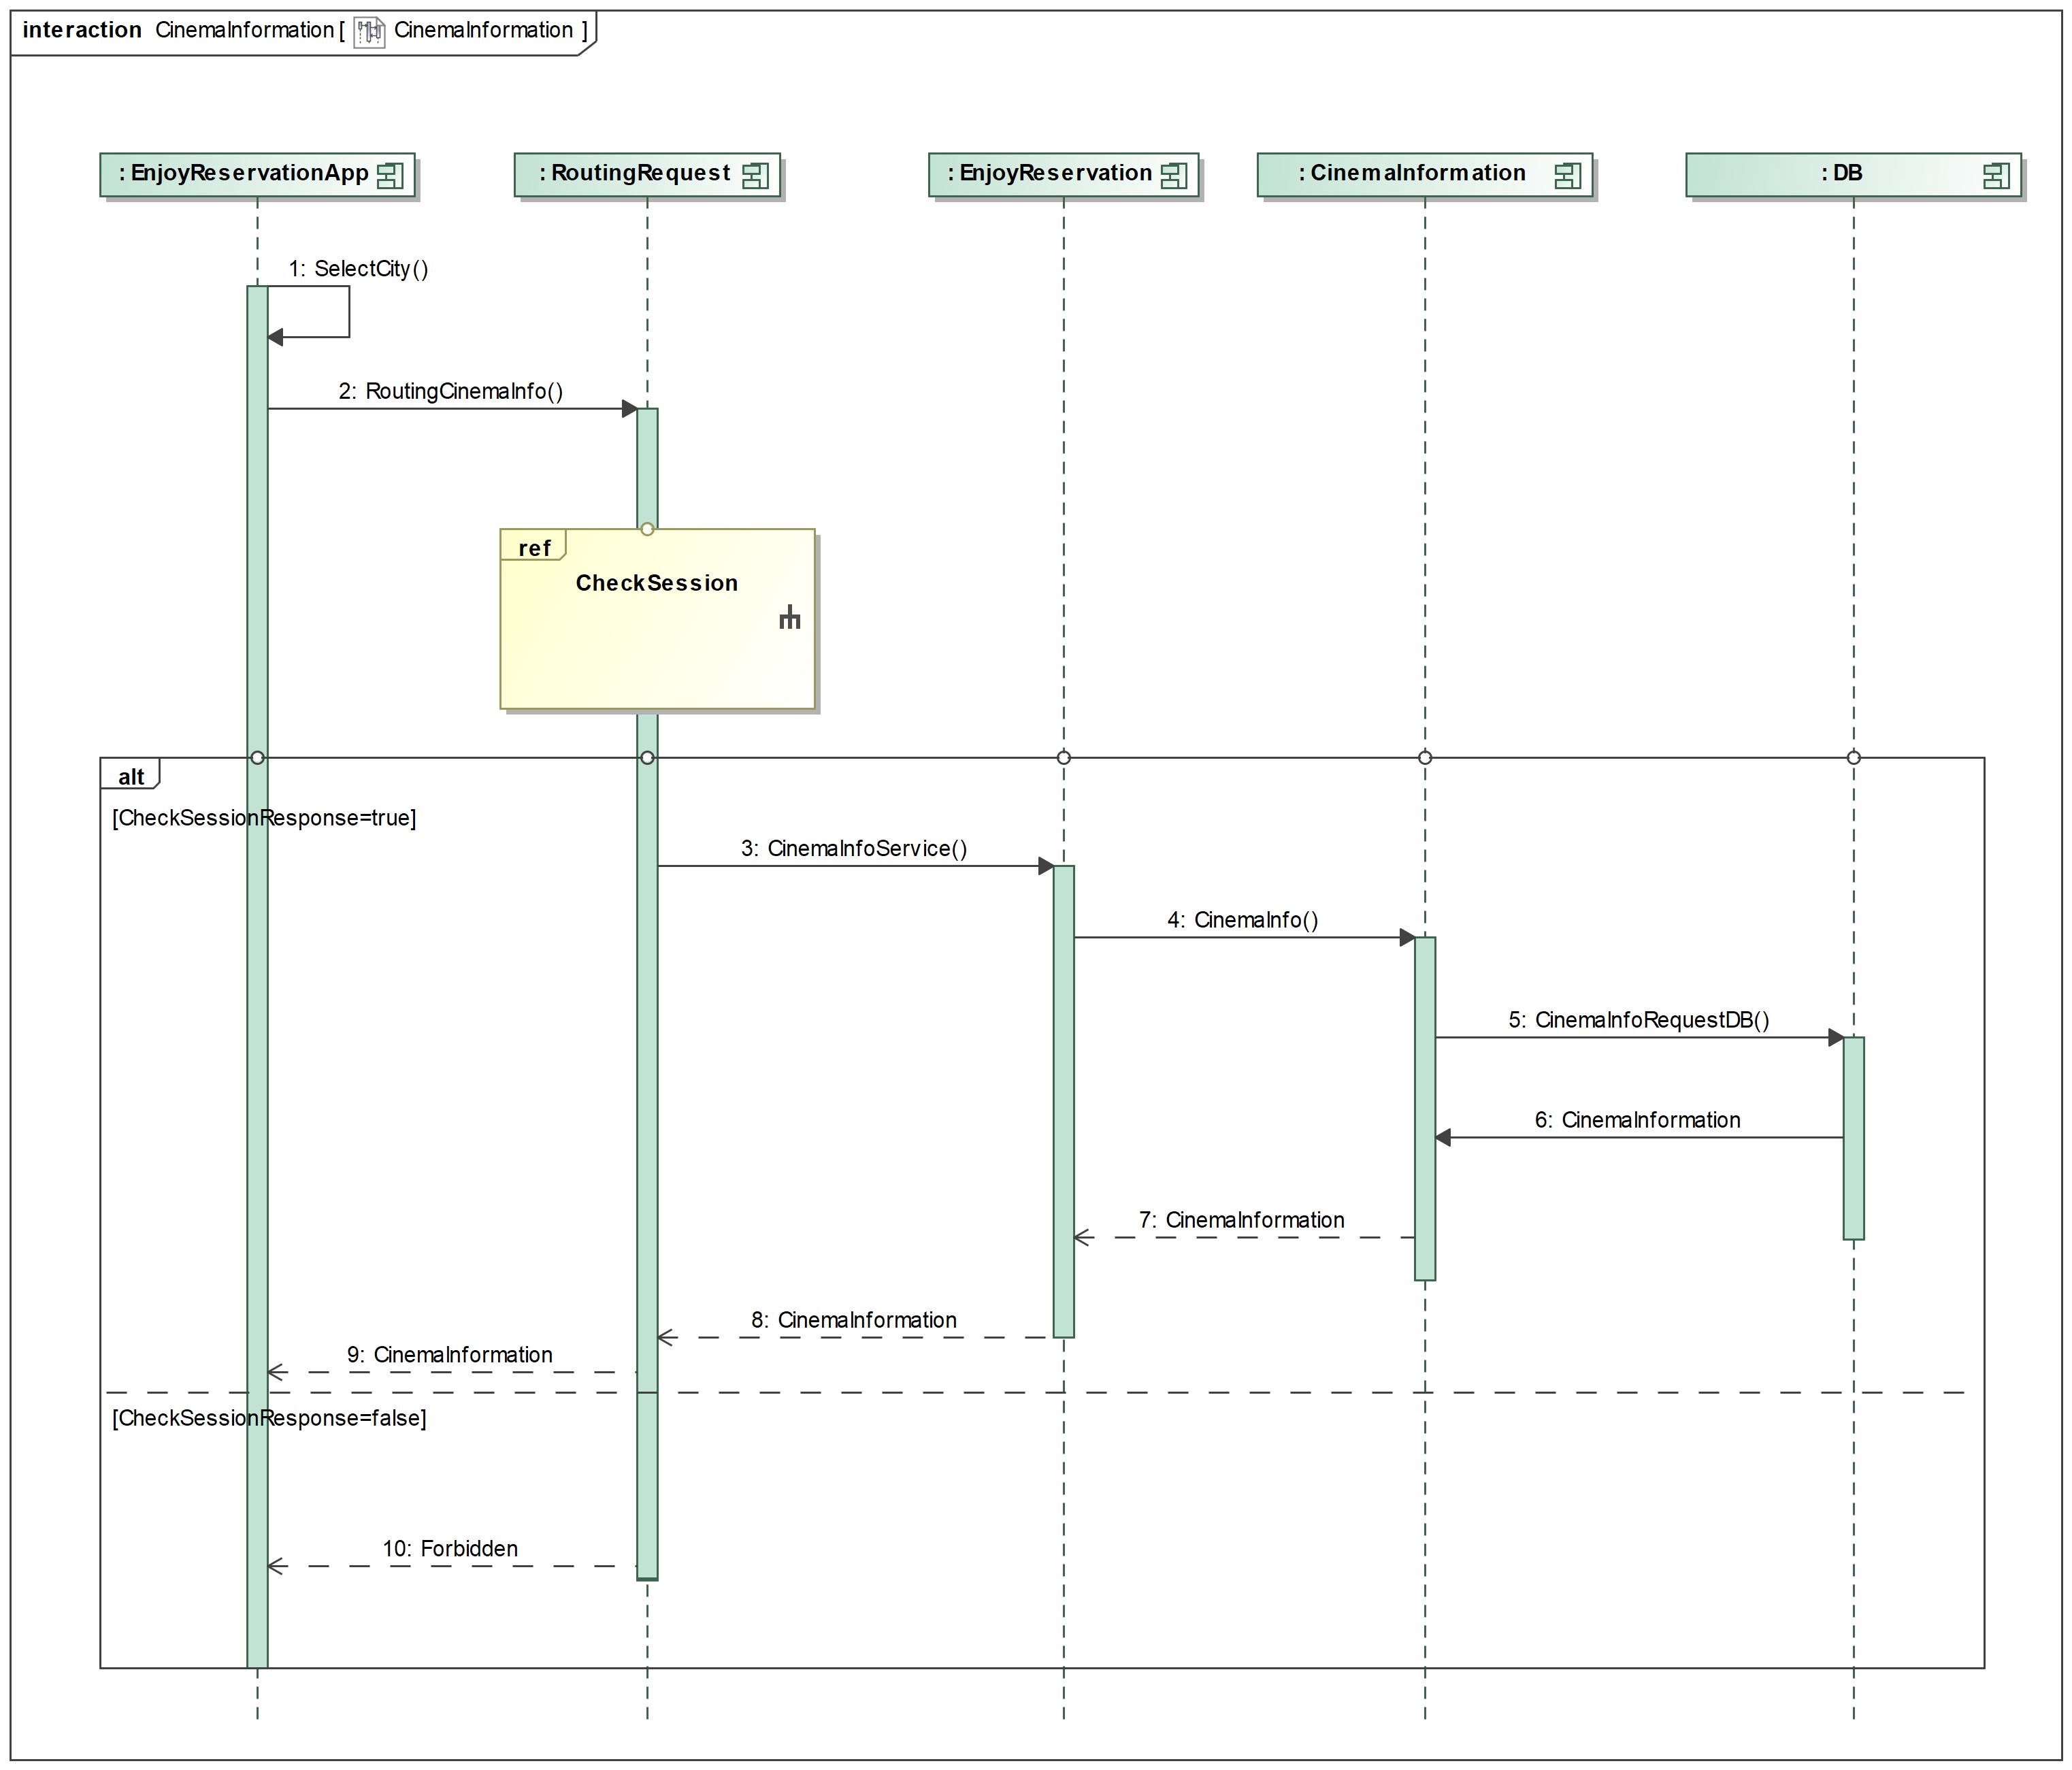 interaction CinemaInformation [ CinemaInformation ]
: EnjoyReservationApp
: RoutingRequest
: EnjoyReservation
: CinemaInformation
: DB
1: SelectCity()
2: RoutingCinemaInfo()
ref
CheckSession
alt
[CheckSessionResponse=true]
3: CinemaInfoService()
4: CinemaInfo()
5: CinemaInfoRequestDB()
6: CinemaInformation
7: CinemaInformation
8: CinemaInformation
9: CinemaInformation
[CheckSessionResponse=false]
10: Forbidden